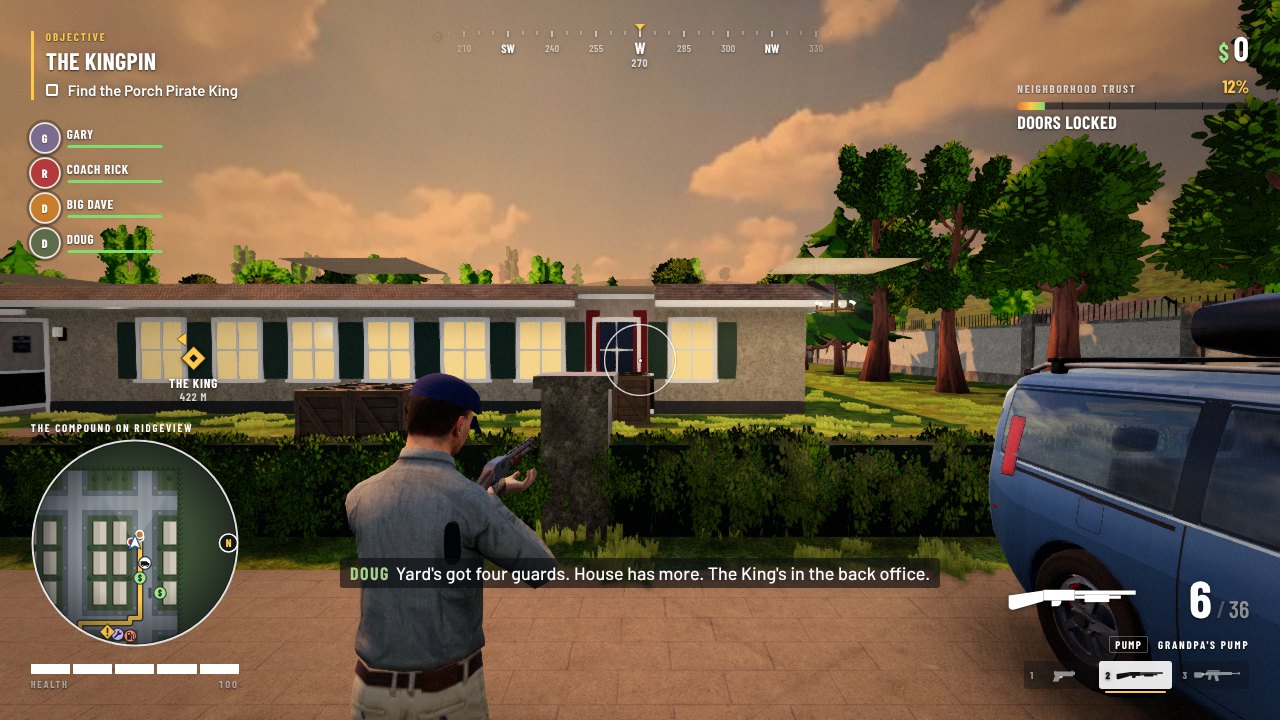 OBJECTIVE
THE KINGPIN
Find the Porch Pirate King
G GARY
R COACH RICK
D BIG DAVE
D DOUG
210 SW 240 255 W 285 300 NW 330
270
$0
NEIGHBORHOOD TRUST 12%
DOORS LOCKED
THE KING
422 M
THE COMPOUND ON RIDGEVIEW
N
$
$
!
DOUG Yard's got four guards. House has more. The King's in the back office.
6 / 36
PUMP GRANDPA'S PUMP
1 2 3
HEALTH 100